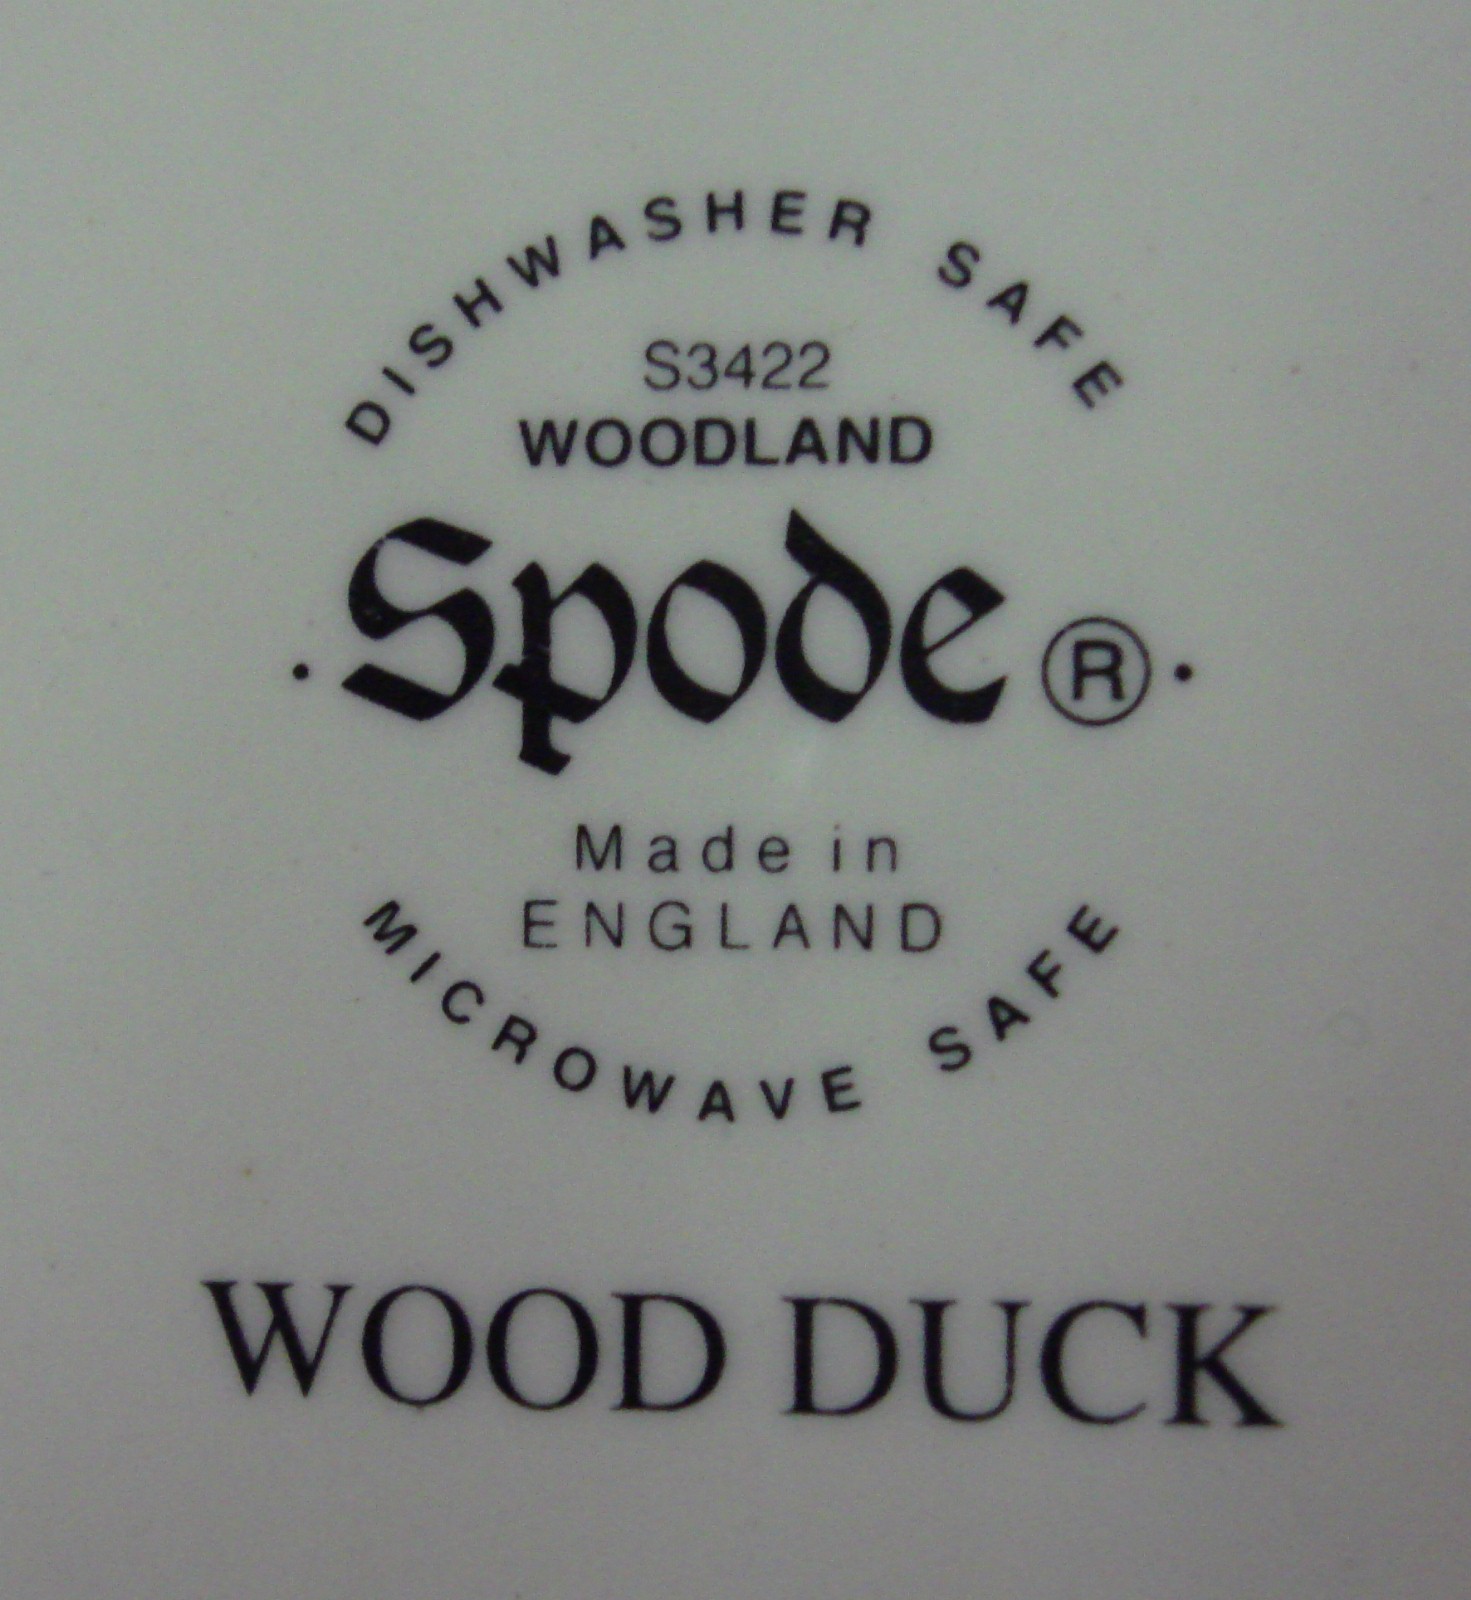 DISHWASHER SAFE
S3422
WOODLAND
· Spode ® ·
Made in
ENGLAND
MICROWAVE SAFE
WOOD DUCK